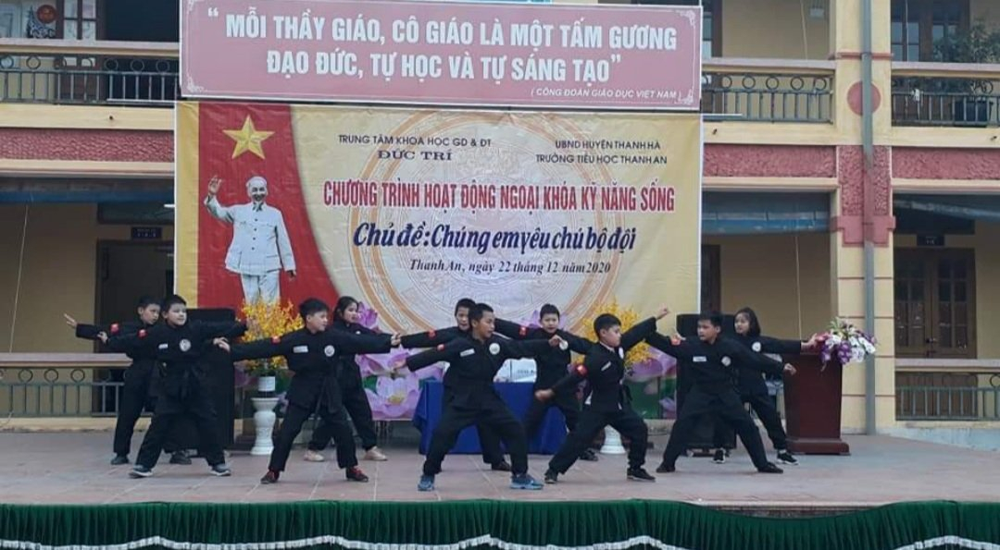 “ MỖI THẦY GIÁO, CÔ GIÁO LÀ MỘT TẤM GƯƠNG
ĐẠO ĐỨC, TỰ HỌC VÀ TỰ SÁNG TẠO”
( CÔNG ĐOÀN GIÁO DỤC VIỆT NAM )
TRUNG TÂM KHOA HỌC GD & ĐT
ĐỨC TRÍ
UBND HUYỆN THANH HÀ
TRƯỜNG TIỂU HỌC THANH AN
CHƯƠNG TRÌNH HOẠT ĐỘNG NGOẠI KHÓA KỸ NĂNG SỐNG
Chủ đề: Chúng em yêu chú bộ đội
Thanh An, ngày 22 tháng 12 năm 2020